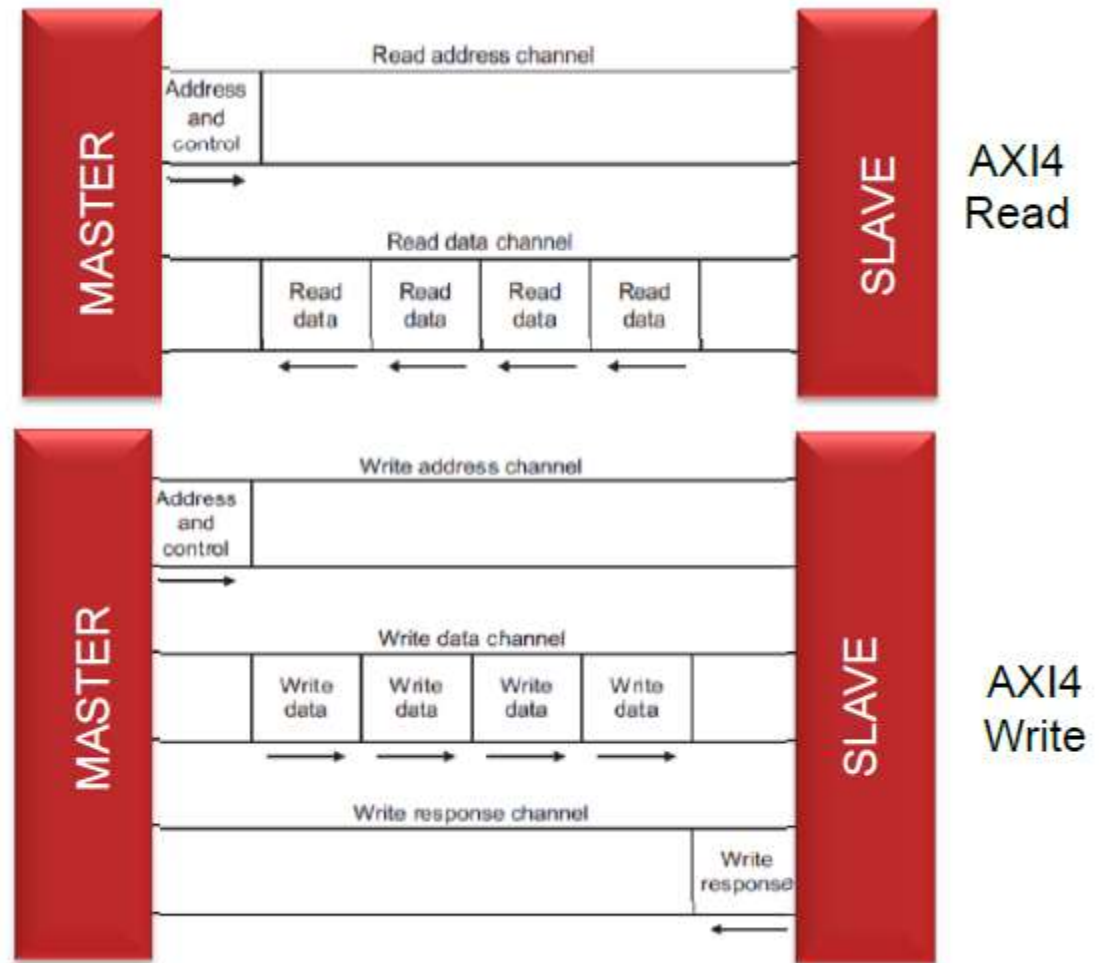 Read address channel
Address
and
control
MASTER
SLAVE
AXI4
Read
Read data channel
Read
data
Read
data
Read
data
Read
data
Write address channel
Address
and
control
MASTER
SLAVE
AXI4
Write
Write data channel
Write
data
Write
data
Write
data
Write
data
Write response channel
Write
response